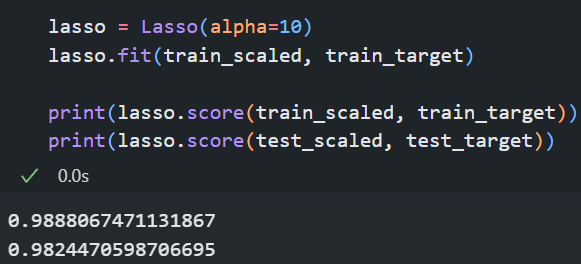 lasso = Lasso(alpha=10)
lasso.fit(train_scaled, train_target)
print(lasso.score(train_scaled, train_target))
print(lasso.score(test_scaled, test_target))
0.0s
0.9888067471131867
0.9824470598706695